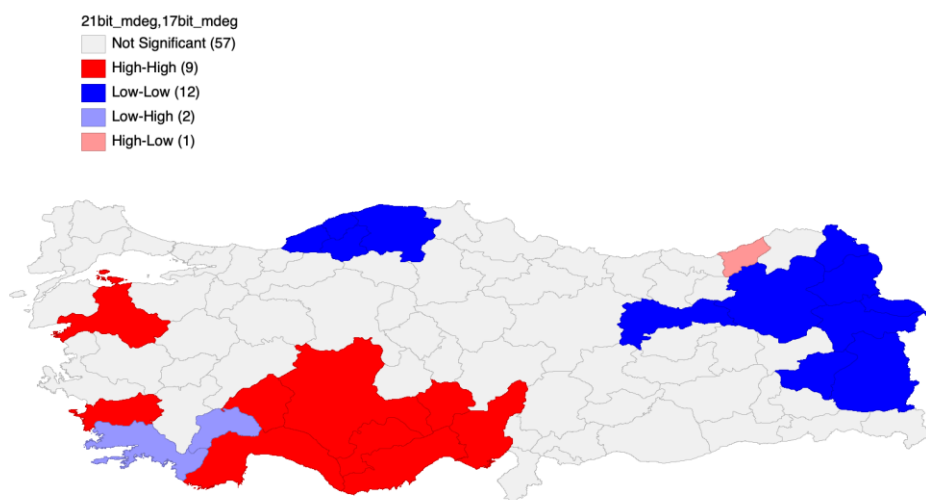 21bit_mdeg,17bit_mdeg
Not Significant (57)
High-High (9)
Low-Low (12)
Low-High (2)
High-Low (1)